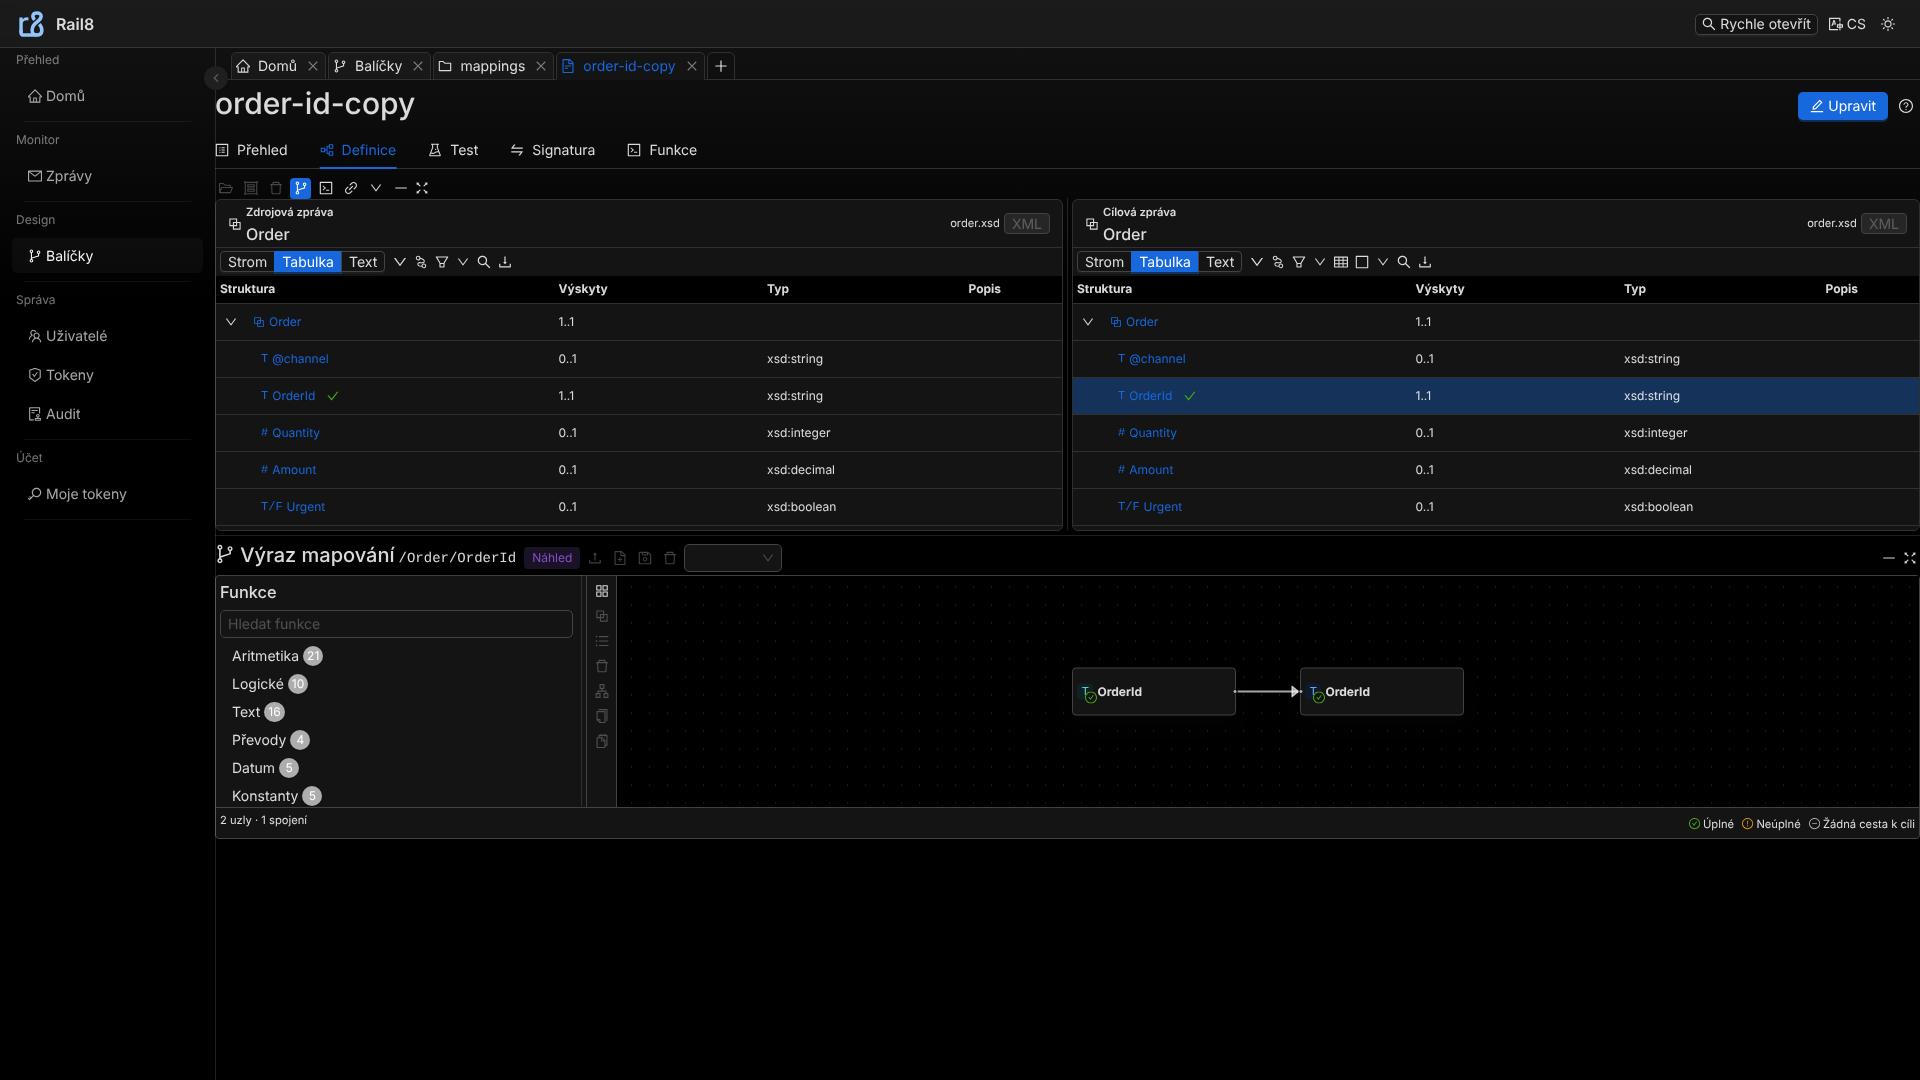 Rail8
Rychle otevřít
CS
Přehled
Domů
Monitor
Zprávy
Design
Balíčky
Správa
Uživatelé
Tokeny
Audit
Účet
Moje tokeny
Domů
Balíčky
mappings
order-id-copy
order-id-copy
Upravit
Přehled
Definice
Test
Signatura
Funkce
Zdrojová zpráva
Order
order.xsd
XML
Strom
Tabulka
Text
Struktura Výskyty Typ Popis
Order 1..1
T @channel 0..1 xsd:string
T OrderId 1..1 xsd:string
# Quantity 0..1 xsd:integer
# Amount 0..1 xsd:decimal
T/F Urgent 0..1 xsd:boolean
Cílová zpráva
Order
order.xsd
XML
Strom
Tabulka
Text
Struktura Výskyty Typ Popis
Order 1..1
T @channel 0..1 xsd:string
T OrderId 1..1 xsd:string
# Quantity 0..1 xsd:integer
# Amount 0..1 xsd:decimal
T/F Urgent 0..1 xsd:boolean
Výraz mapování /Order/OrderId Náhled
Funkce
Hledat funkce
Aritmetika 21
Logické 10
Text 16
Převody 4
Datum 5
Konstanty 5
T OrderId
T OrderId
2 uzly · 1 spojení
Úplné
Neúplné
Žádná cesta k cíli